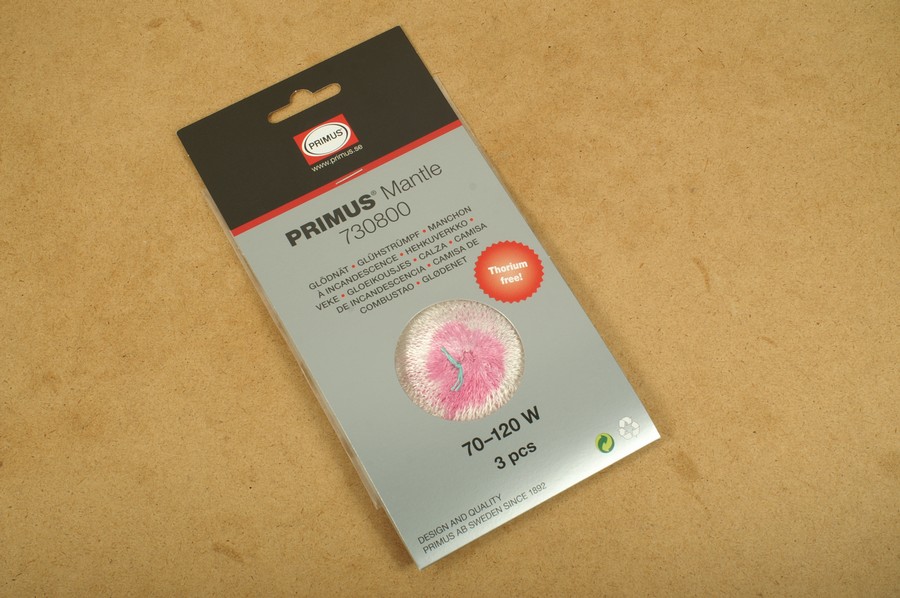 PRIMUS
www.primus.se
PRIMUS® Mantle
730800
GLÖDNÄT • GLÜHSTRÜMPF • MANCHON
À INCANDESCENCE • HEHKUVERKKO •
VEKE • GLOEIKOUSJES • CALZA • CAMISA
DE INCANDESCENCIA • CAMISA DE
COMBUSTAO • GLØDENET
Thorium
free!
70–120 W
3 pcs
DESIGN AND QUALITY
PRIMUS AB SWEDEN SINCE 1892